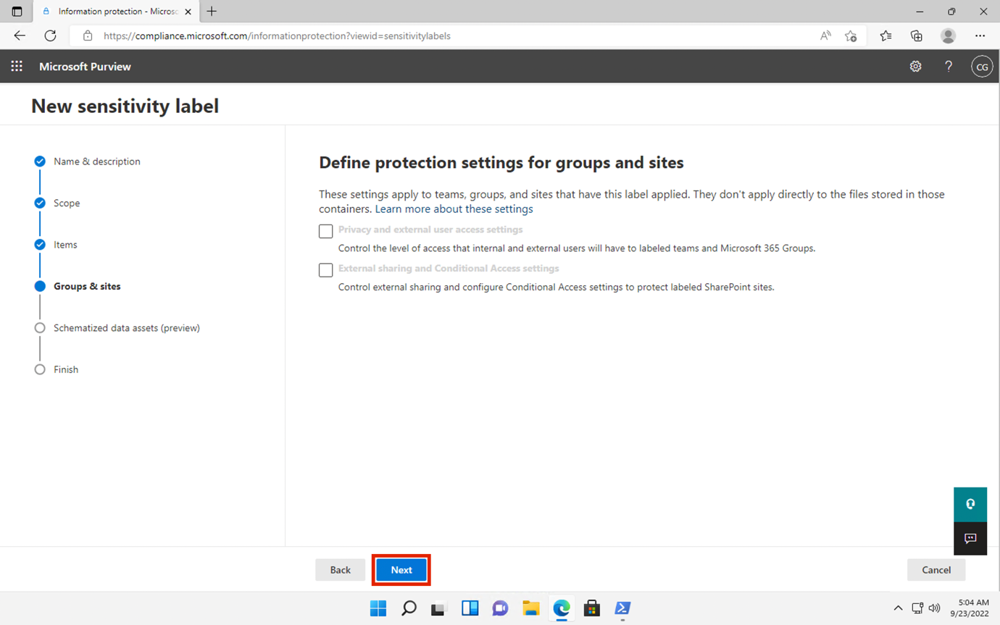 Information protection - Microsc
https://compliance.microsoft.com/informationprotection?viewid=sensitivitylabels
Microsoft Purview
CG
New sensitivity label
Name & description
Scope
Items
Groups & sites
Schematized data assets (preview)
Finish
Define protection settings for groups and sites
These settings apply to teams, groups, and sites that have this label applied. They don't apply directly to the files stored in those
containers. Learn more about these settings
Privacy and external user access settings
Control the level of access that internal and external users will have to labeled teams and Microsoft 365 Groups.
External sharing and Conditional Access settings
Control external sharing and configure Conditional Access settings to protect labeled SharePoint sites.
Back
Next
Cancel
5:04 AM
9/23/2022